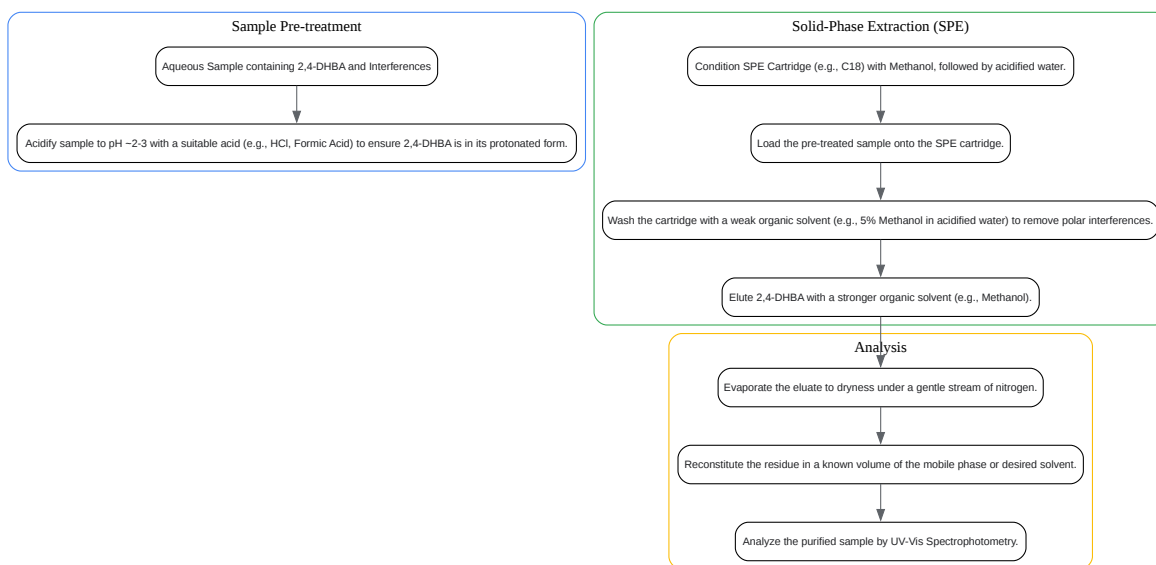 Sample Pre-treatment
Aqueous Sample containing 2,4-DHBA and Interferences
Acidify sample to pH ~2-3 with a suitable acid (e.g., HCl, Formic Acid) to ensure 2,4-DHBA is in its protonated form.
Solid-Phase Extraction (SPE)
Condition SPE Cartridge (e.g., C18) with Methanol, followed by acidified water.
Load the pre-treated sample onto the SPE cartridge.
Wash the cartridge with a weak organic solvent (e.g., 5% Methanol in acidified water) to remove polar interferences.
Elute 2,4-DHBA with a stronger organic solvent (e.g., Methanol).
Analysis
Evaporate the eluate to dryness under a gentle stream of nitrogen.
Reconstitute the residue in a known volume of the mobile phase or desired solvent.
Analyze the purified sample by UV-Vis Spectrophotometry.